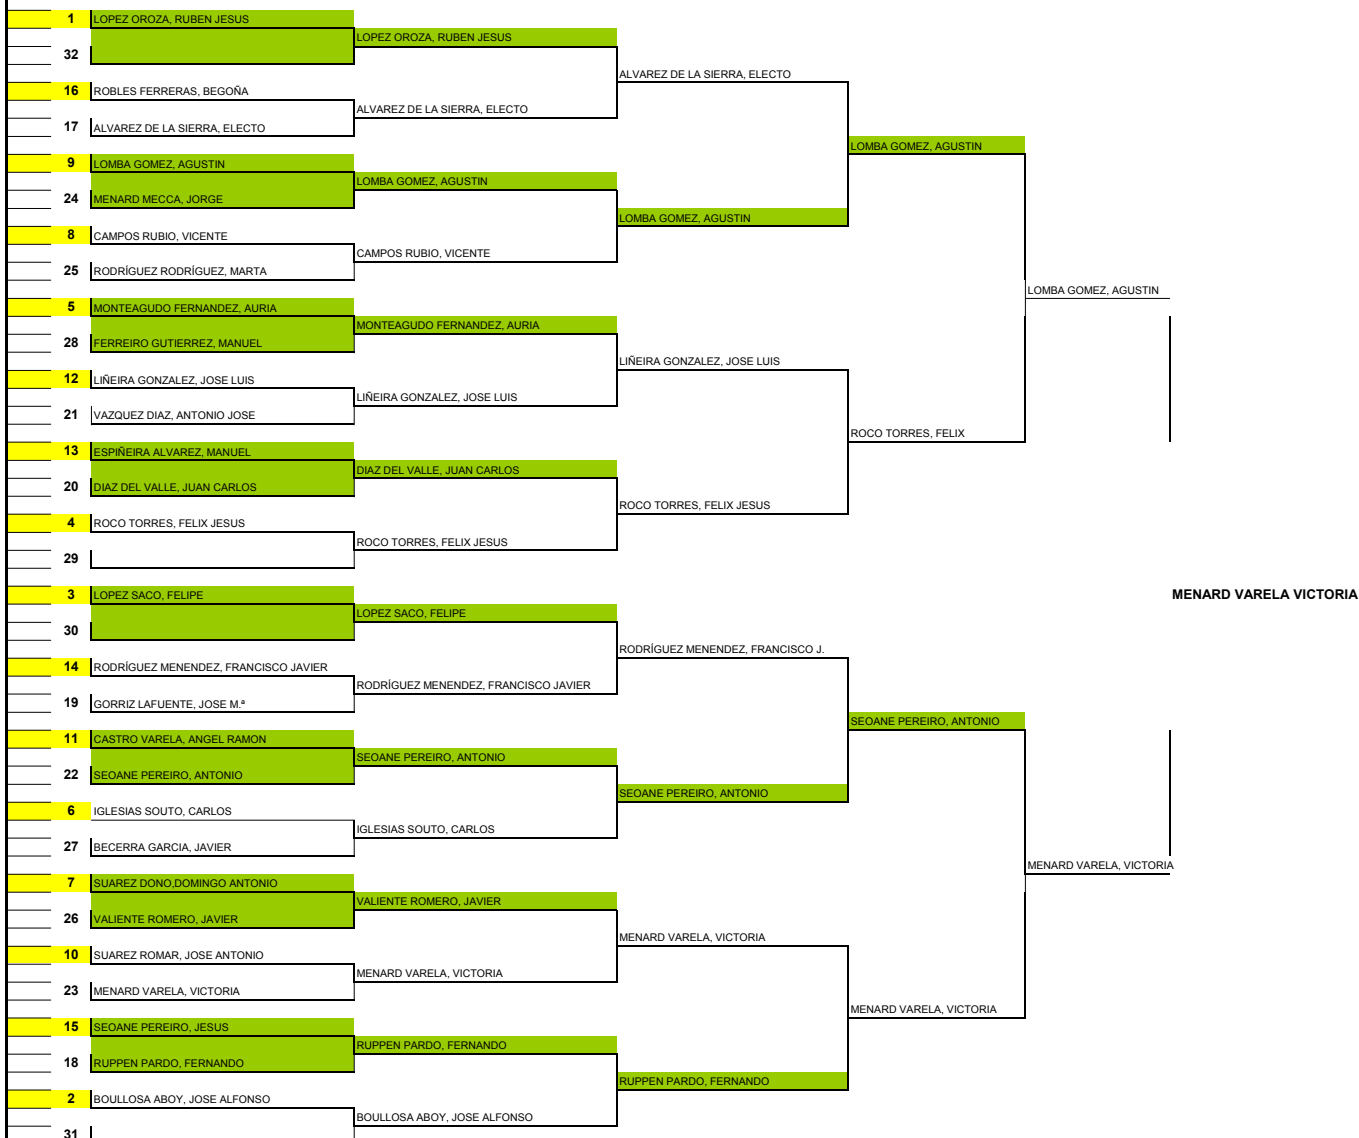 1 LOPEZ OROZA, RUBEN JESUS
LOPEZ OROZA, RUBEN JESUS
32
ALVAREZ DE LA SIERRA, ELECTO
16 ROBLES FERRERAS, BEGOÑA
ALVAREZ DE LA SIERRA, ELECTO
17 ALVAREZ DE LA SIERRA, ELECTO
LOMBA GOMEZ, AGUSTIN
9 LOMBA GOMEZ, AGUSTIN
LOMBA GOMEZ, AGUSTIN
24 MENARD MECCA, JORGE
LOMBA GOMEZ, AGUSTIN
8 CAMPOS RUBIO, VICENTE
CAMPOS RUBIO, VICENTE
25 RODRÍGUEZ RODRÍGUEZ, MARTA
LOMBA GOMEZ, AGUSTIN
5 MONTEAGUDO FERNANDEZ, AURIA
MONTEAGUDO FERNANDEZ, AURIA
28 FERREIRO GUTIERREZ, MANUEL
LIÑEIRA GONZALEZ, JOSE LUIS
12 LIÑEIRA GONZALEZ, JOSE LUIS
LIÑEIRA GONZALEZ, JOSE LUIS
21 VAZQUEZ DIAZ, ANTONIO JOSE
ROCO TORRES, FELIX
13 ESPIÑEIRA ALVAREZ, MANUEL
DIAZ DEL VALLE, JUAN CARLOS
20 DIAZ DEL VALLE, JUAN CARLOS
ROCO TORRES, FELIX JESUS
4 ROCO TORRES, FELIX JESUS
ROCO TORRES, FELIX JESUS
29
MENARD VARELA VICTORIA
3 LOPEZ SACO, FELIPE
LOPEZ SACO, FELIPE
30
RODRÍGUEZ MENENDEZ, FRANCISCO J.
14 RODRÍGUEZ MENENDEZ, FRANCISCO JAVIER
RODRÍGUEZ MENENDEZ, FRANCISCO JAVIER
19 GORRIZ LAFUENTE, JOSE M.ª
SEOANE PEREIRO, ANTONIO
11 CASTRO VARELA, ANGEL RAMON
SEOANE PEREIRO, ANTONIO
22 SEOANE PEREIRO, ANTONIO
SEOANE PEREIRO, ANTONIO
6 IGLESIAS SOUTO, CARLOS
IGLESIAS SOUTO, CARLOS
27 BECERRA GARCIA, JAVIER
MENARD VARELA, VICTORIA
7 SUAREZ DONO,DOMINGO ANTONIO
VALIENTE ROMERO, JAVIER
26 VALIENTE ROMERO, JAVIER
MENARD VARELA, VICTORIA
10 SUAREZ ROMAR, JOSE ANTONIO
MENARD VARELA, VICTORIA
23 MENARD VARELA, VICTORIA
MENARD VARELA, VICTORIA
15 SEOANE PEREIRO, JESUS
RUPPEN PARDO, FERNANDO
18 RUPPEN PARDO, FERNANDO
RUPPEN PARDO, FERNANDO
2 BOULLOSA ABOY, JOSE ALFONSO
BOULLOSA ABOY, JOSE ALFONSO
31